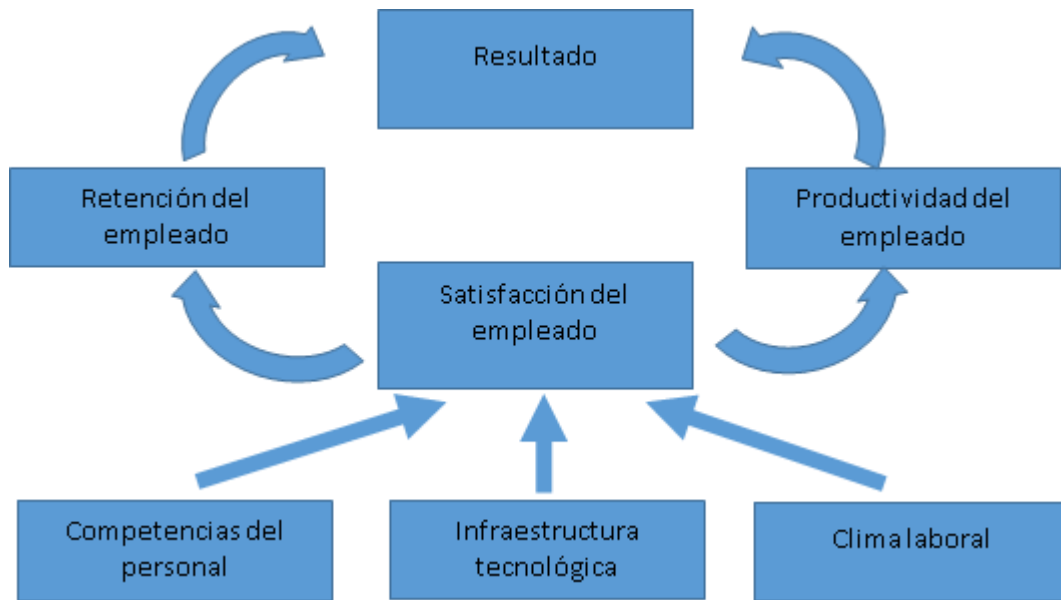 Resultado
Retención del
empleado
Productividad del
empleado
Satisfacción del
empleado
Competencias del
personal
Infraestructura
tecnológica
Clima laboral